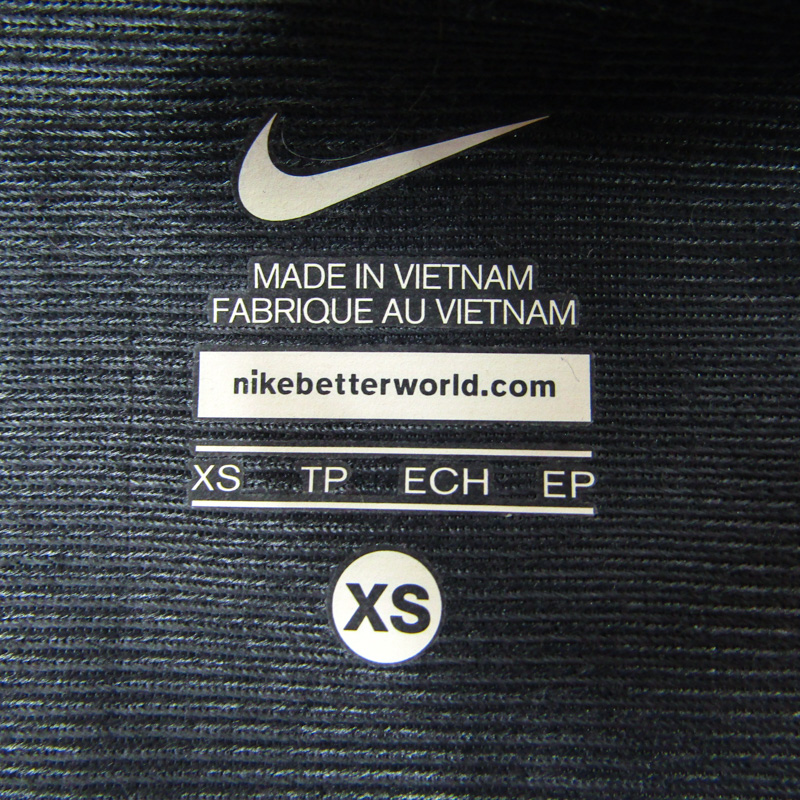 MADE IN VIETNAM
FABRIQUE AU VIETNAM
nikebetterworld.com
XS TP ECH EP
XS